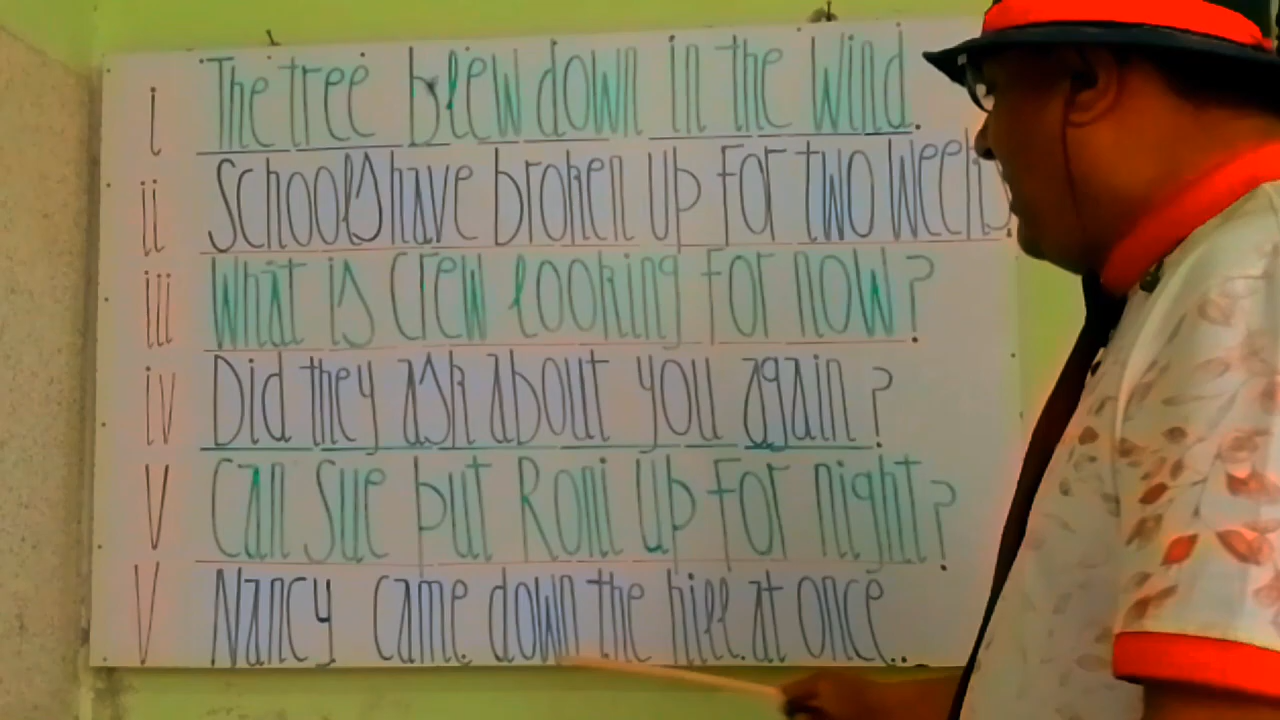 i The tree blew down in the wind.
ii Schools have broken up for two weeks.
iii What is crew looking for now?
iv Did they ask about you again?
V Can Sue put Roni up for night?
V Nancy came down the hill at once.